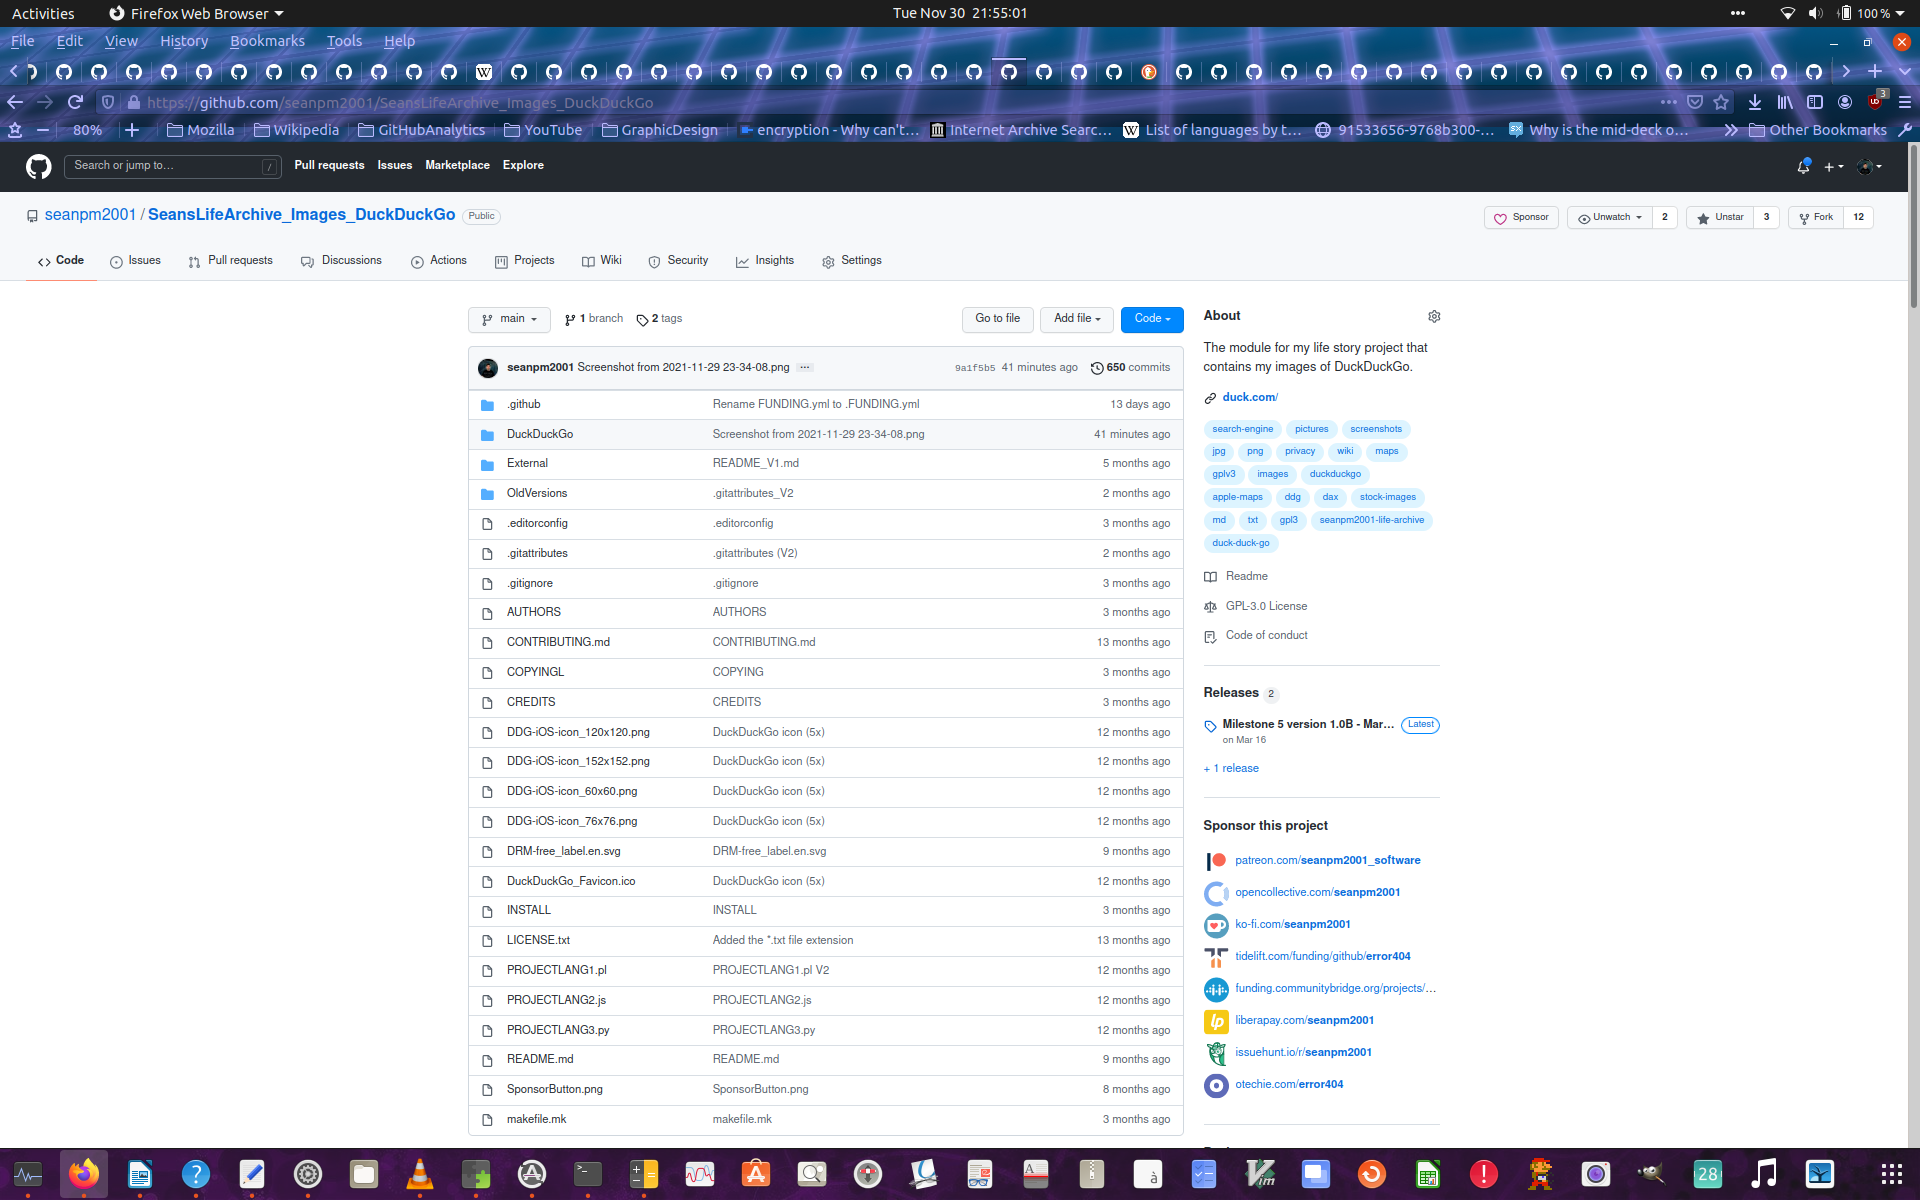 Activities Firefox Web Browser Tue Nov 30 21:55:01 100 %
File Edit View History Bookmarks Tools Help
https://github.com/seanpm2001/SeansLifeArchive_Images_DuckDuckGo 3
80% Mozilla Wikipedia GitHubAnalytics YouTube GraphicDesign encryption - Why can't... Internet Archive Searc... List of languages by t... 91533656-9768b300-... Why is the mid-deck o... Other Bookmarks
Search or jump to... / Pull requests Issues Marketplace Explore
seanpm2001 / SeansLifeArchive_Images_DuckDuckGo Public Sponsor Unwatch 2 Unstar 3 Fork 12
Code Issues Pull requests Discussions Actions Projects Wiki Security Insights Settings
main 1 branch 2 tags Go to file Add file Code
seanpm2001 Screenshot from 2021-11-29 23-34-08.png ... 9a1f5b5 41 minutes ago 650 commits
.github Rename FUNDING.yml to .FUNDING.yml 13 days ago
DuckDuckGo Screenshot from 2021-11-29 23-34-08.png 41 minutes ago
External README_V1.md 5 months ago
OldVersions .gitattributes_V2 2 months ago
.editorconfig .editorconfig 3 months ago
.gitattributes .gitattributes (V2) 2 months ago
.gitignore .gitignore 3 months ago
AUTHORS AUTHORS 3 months ago
CONTRIBUTING.md CONTRIBUTING.md 13 months ago
COPYINGL COPYING 3 months ago
CREDITS CREDITS 3 months ago
DDG-iOS-icon_120x120.png DuckDuckGo icon (5x) 12 months ago
DDG-iOS-icon_152x152.png DuckDuckGo icon (5x) 12 months ago
DDG-iOS-icon_60x60.png DuckDuckGo icon (5x) 12 months ago
DDG-iOS-icon_76x76.png DuckDuckGo icon (5x) 12 months ago
DRM-free_label.en.svg DRM-free_label.en.svg 9 months ago
DuckDuckGo_Favicon.ico DuckDuckGo icon (5x) 12 months ago
INSTALL INSTALL 3 months ago
LICENSE.txt Added the *.txt file extension 13 months ago
PROJECTLANG1.pl PROJECTLANG1.pl V2 12 months ago
PROJECTLANG2.js PROJECTLANG2.js 12 months ago
PROJECTLANG3.py PROJECTLANG3.py 12 months ago
README.md README.md 9 months ago
SponsorButton.png SponsorButton.png 8 months ago
makefile.mk makefile.mk 3 months ago
About
The module for my life story project that
contains my images of DuckDuckGo.
duck.com/
search-engine pictures screenshots
jpg png privacy wiki maps
gplv3 images duckduckgo
apple-maps ddg dax stock-images
md txt gpl3 seanpm2001-life-archive
duck-duck-go
Readme
GPL-3.0 License
Code of conduct
Releases 2
Milestone 5 version 1.0B - Mar... Latest
on Mar 16
+ 1 release
Sponsor this project
patreon.com/seanpm2001_software
opencollective.com/seanpm2001
ko-fi.com/seanpm2001
tidelift.com/funding/github/error404
funding.communitybridge.org/projects/...
liberapay.com/seanpm2001
issuehunt.io/r/seanpm2001
otechie.com/error404
28